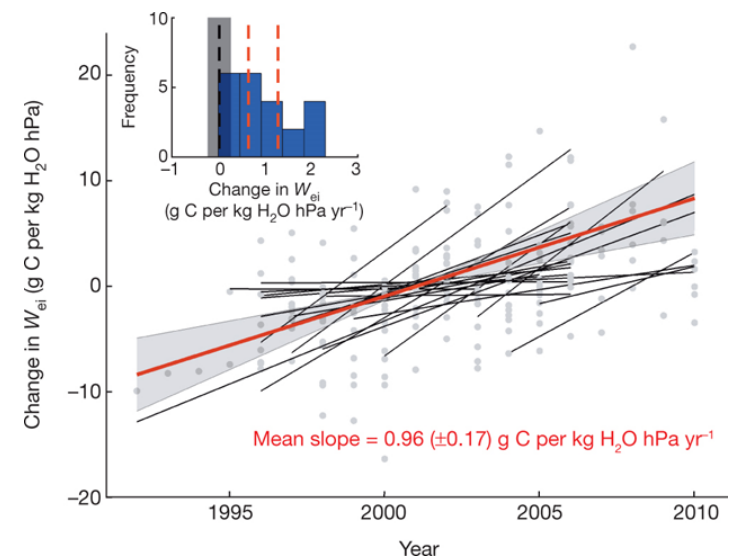 10
5
0
Frequency
−1 0 1 2 3
Change in Wei
(g C per kg H2O hPa yr−1)
20
10
0
−10
−20
Change in Wei (g C per kg H2O hPa)
Mean slope = 0.96 (±0.17) g C per kg H2O hPa yr−1
1995 2000 2005 2010
Year